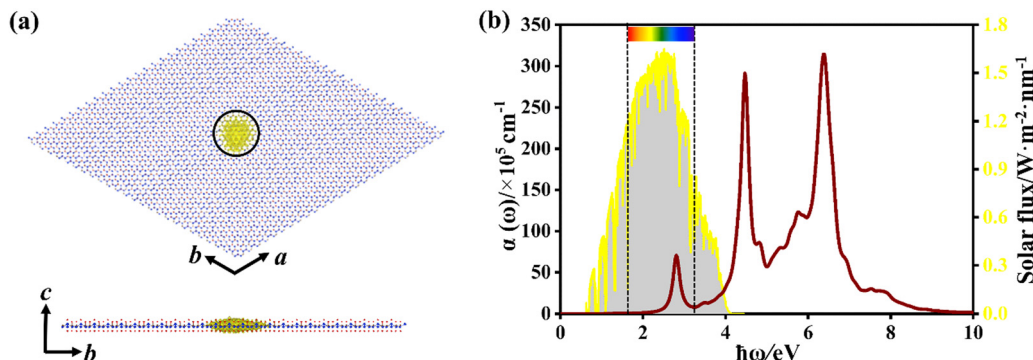 (a)
b
a
c
b
(b)
α (ω)/×10⁵ cm⁻¹
350
300
250
200
150
100
50
0
0
2
4
6
8
10
ħω/eV
1.8
1.5
1.2
0.9
0.6
0.3
0.0
Solar flux/W·m⁻²·nm⁻¹